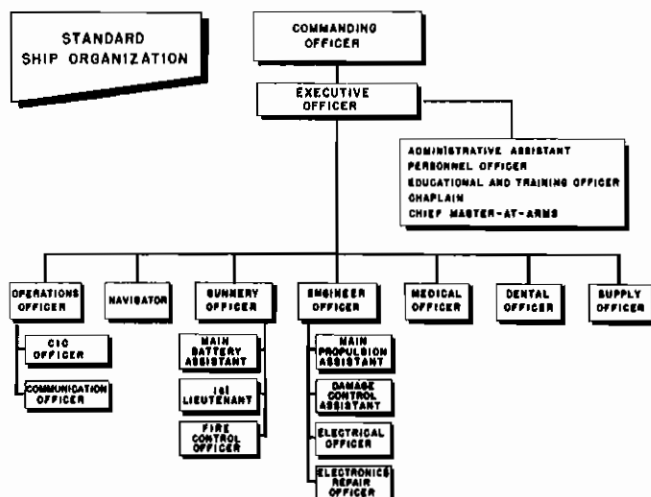 STANDARD
SHIP ORGANIZATION
COMMANDING
OFFICER
EXECUTIVE
OFFICER
ADMINISTRATIVE ASSISTANT
PERSONNEL OFFICER
EDUCATIONAL AND TRAINING OFFICER
CHAPLAIN
CHIEF MASTER-AT-ARMS
OPERATIONS
OFFICER
NAVIGATOR
GUNNERY
OFFICER
ENGINEER
OFFICER
MEDICAL
OFFICER
DENTAL
OFFICER
SUPPLY
OFFICER
CIC
OFFICER
COMMUNICATION
OFFICER
MAIN
BATTERY
ASSISTANT
1st
LIEUTENANT
FIRE
CONTROL
OFFICER
MAIN
PROPULSION
ASSISTANT
DAMAGE
CONTROL
ASSISTANT
ELECTRICAL
OFFICER
ELECTRONICS
REPAIR
OFFICER